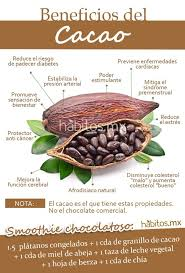 Beneficios del
Cacao
Reduce el riesgo
de padecer diabetes
Previene enfermedades
cardiacas
Estabiliza la
presión arterial
Poder
estimulante
Mitiga el
síndrome
premenstrual
Promueve
sensación de
bienestar
hábitos.mx
Protector
anti cáncer
Disminuye
colesterol "malo"
y aumenta
colesterol "bueno"
Mejora la función
cerebral
Afrodisiaco natural
NOTA:
El cacao es el que tiene estas propiedades.
No el chocolate comercial.
Smoothie chocolatoso:
hábitos.mx
1.5 plátanos congelados + 1 cda de granillo de cacao
+ 1 cda de miel de abeja + 1 taza de leche vegetal
+ 1 hoja de berza + 1 cda de chía